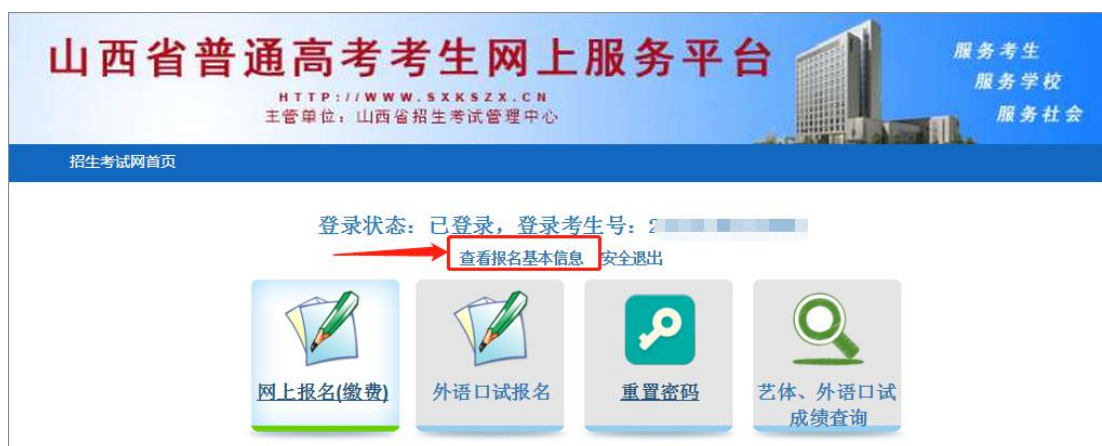 山西省普通高考考生网上服务平台
HTTP://WWW.SXKSZX.CN
主管单位：山西省招生考试管理中心
服务考生
服务学校
服务社会
招生考试网首页
登录状态：已登录，登录考生号：2
查看报名基本信息 安全退出
网上报名(缴费)
外语口试报名
重置密码
艺体、外语口试
成绩查询